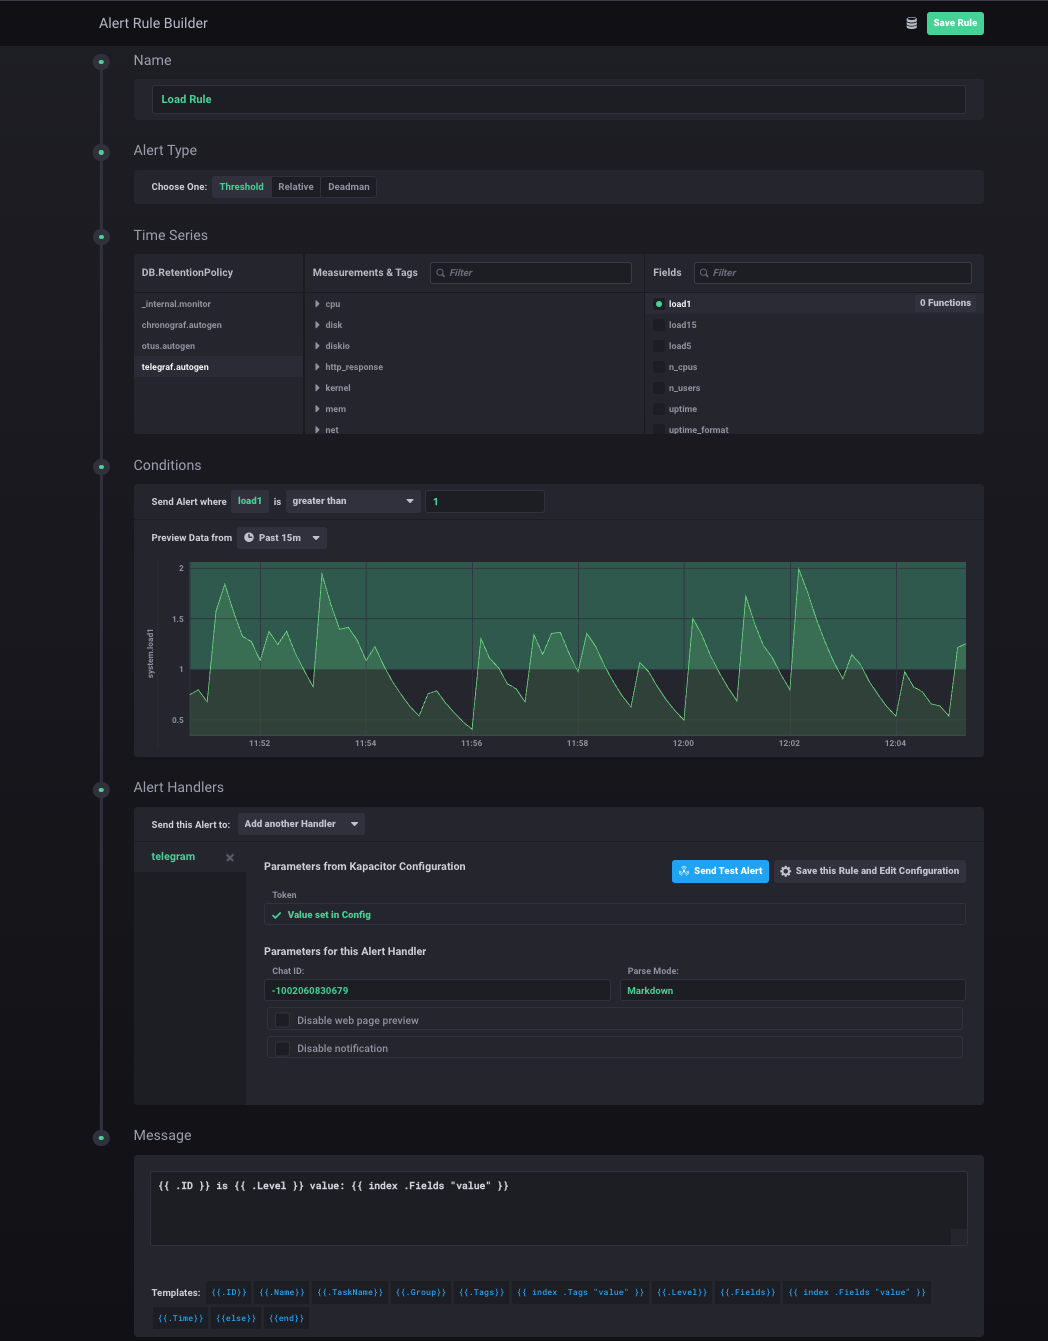 Alert Rule Builder
Save Rule
Name
Load Rule
Alert Type
Choose One: Threshold Relative Deadman
Time Series
DB.RetentionPolicy
_internal.monitor
chronograf.autogen
otus.autogen
telegraf.autogen
Measurements & Tags Filter
cpu
disk
diskio
http_response
kernel
mem
net
Fields Filter
load1 0 Functions
load15
load5
n_cpus
n_users
uptime
uptime_format
Conditions
Send Alert where load1 is greater than 1
Preview Data from Past 15m
system.load1
2
1.5
1
0.5
11:52 11:54 11:56 11:58 12:00 12:02 12:04
Alert Handlers
Send this Alert to: Add another Handler
telegram
Parameters from Kapacitor Configuration
Send Test Alert
Save this Rule and Edit Configuration
Token
Value set in Config
Parameters for this Alert Handler
Chat ID: Parse Mode:
-1002060830679 Markdown
Disable web page preview
Disable notification
Message
{{ .ID }} is {{ .Level }} value: {{ index .Fields "value" }}
Templates: {{.ID}} {{.Name}} {{.TaskName}} {{.Group}} {{.Tags}} {{ index .Tags "value" }} {{.Level}} {{.Fields}} {{ index .Fields "value" }}
{{.Time}} {{else}} {{end}}